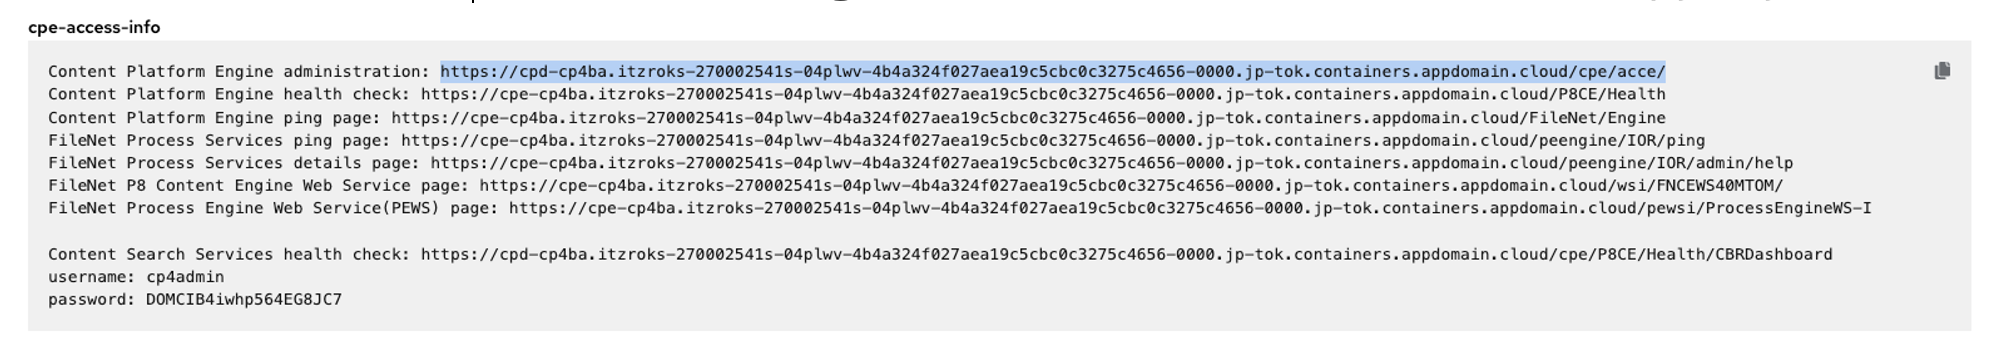 cpe-access-info
Content Platform Engine administration: https://cpd-cp4ba.itzroks-270002541s-04plwv-4b4a324f027aea19c5cbc0c3275c4656-0000.jp-tok.containers.appdomain.cloud/cpe/acce/
Content Platform Engine health check: https://cpe-cp4ba.itzroks-270002541s-04plwv-4b4a324f027aea19c5cbc0c3275c4656-0000.jp-tok.containers.appdomain.cloud/P8CE/Health
Content Platform Engine ping page: https://cpe-cp4ba.itzroks-270002541s-04plwv-4b4a324f027aea19c5cbc0c3275c4656-0000.jp-tok.containers.appdomain.cloud/FileNet/Engine
FileNet Process Services ping page: https://cpe-cp4ba.itzroks-270002541s-04plwv-4b4a324f027aea19c5cbc0c3275c4656-0000.jp-tok.containers.appdomain.cloud/peengine/IOR/ping
FileNet Process Services details page: https://cpe-cp4ba.itzroks-270002541s-04plwv-4b4a324f027aea19c5cbc0c3275c4656-0000.jp-tok.containers.appdomain.cloud/peengine/IOR/admin/help
FileNet P8 Content Engine Web Service page: https://cpe-cp4ba.itzroks-270002541s-04plwv-4b4a324f027aea19c5cbc0c3275c4656-0000.jp-tok.containers.appdomain.cloud/wsi/FNCEWS40MTOM/
FileNet Process Engine Web Service(PEWS) page: https://cpe-cp4ba.itzroks-270002541s-04plwv-4b4a324f027aea19c5cbc0c3275c4656-0000.jp-tok.containers.appdomain.cloud/pewsi/ProcessEngineWS-I
Content Search Services health check: https://cpd-cp4ba.itzroks-270002541s-04plwv-4b4a324f027aea19c5cbc0c3275c4656-0000.jp-tok.containers.appdomain.cloud/cpe/P8CE/Health/CBRDashboard
username: cp4admin
password: DOMCIB4iwhp564EG8JC7